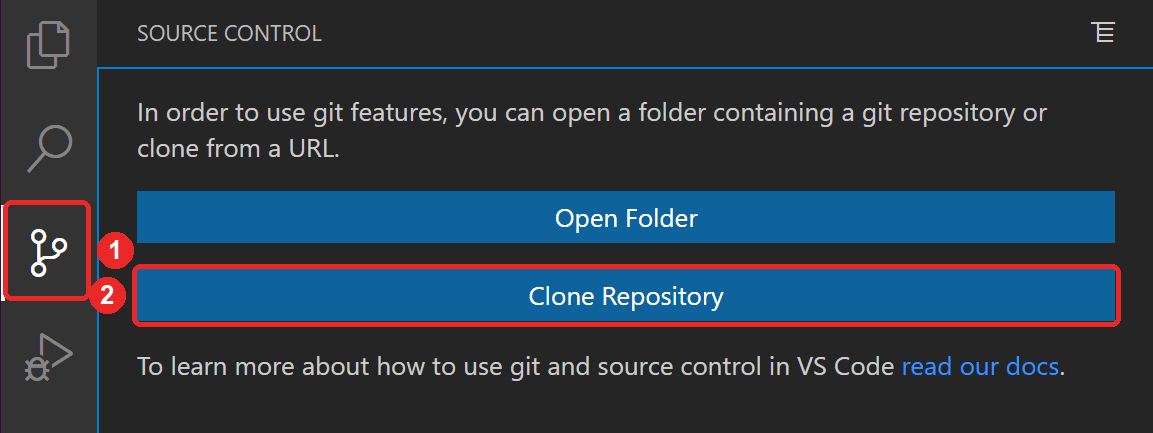 SOURCE CONTROL
In order to use git features, you can open a folder containing a git repository or
clone from a URL.
Open Folder
1
2
Clone Repository
To learn more about how to use git and source control in VS Code read our docs.